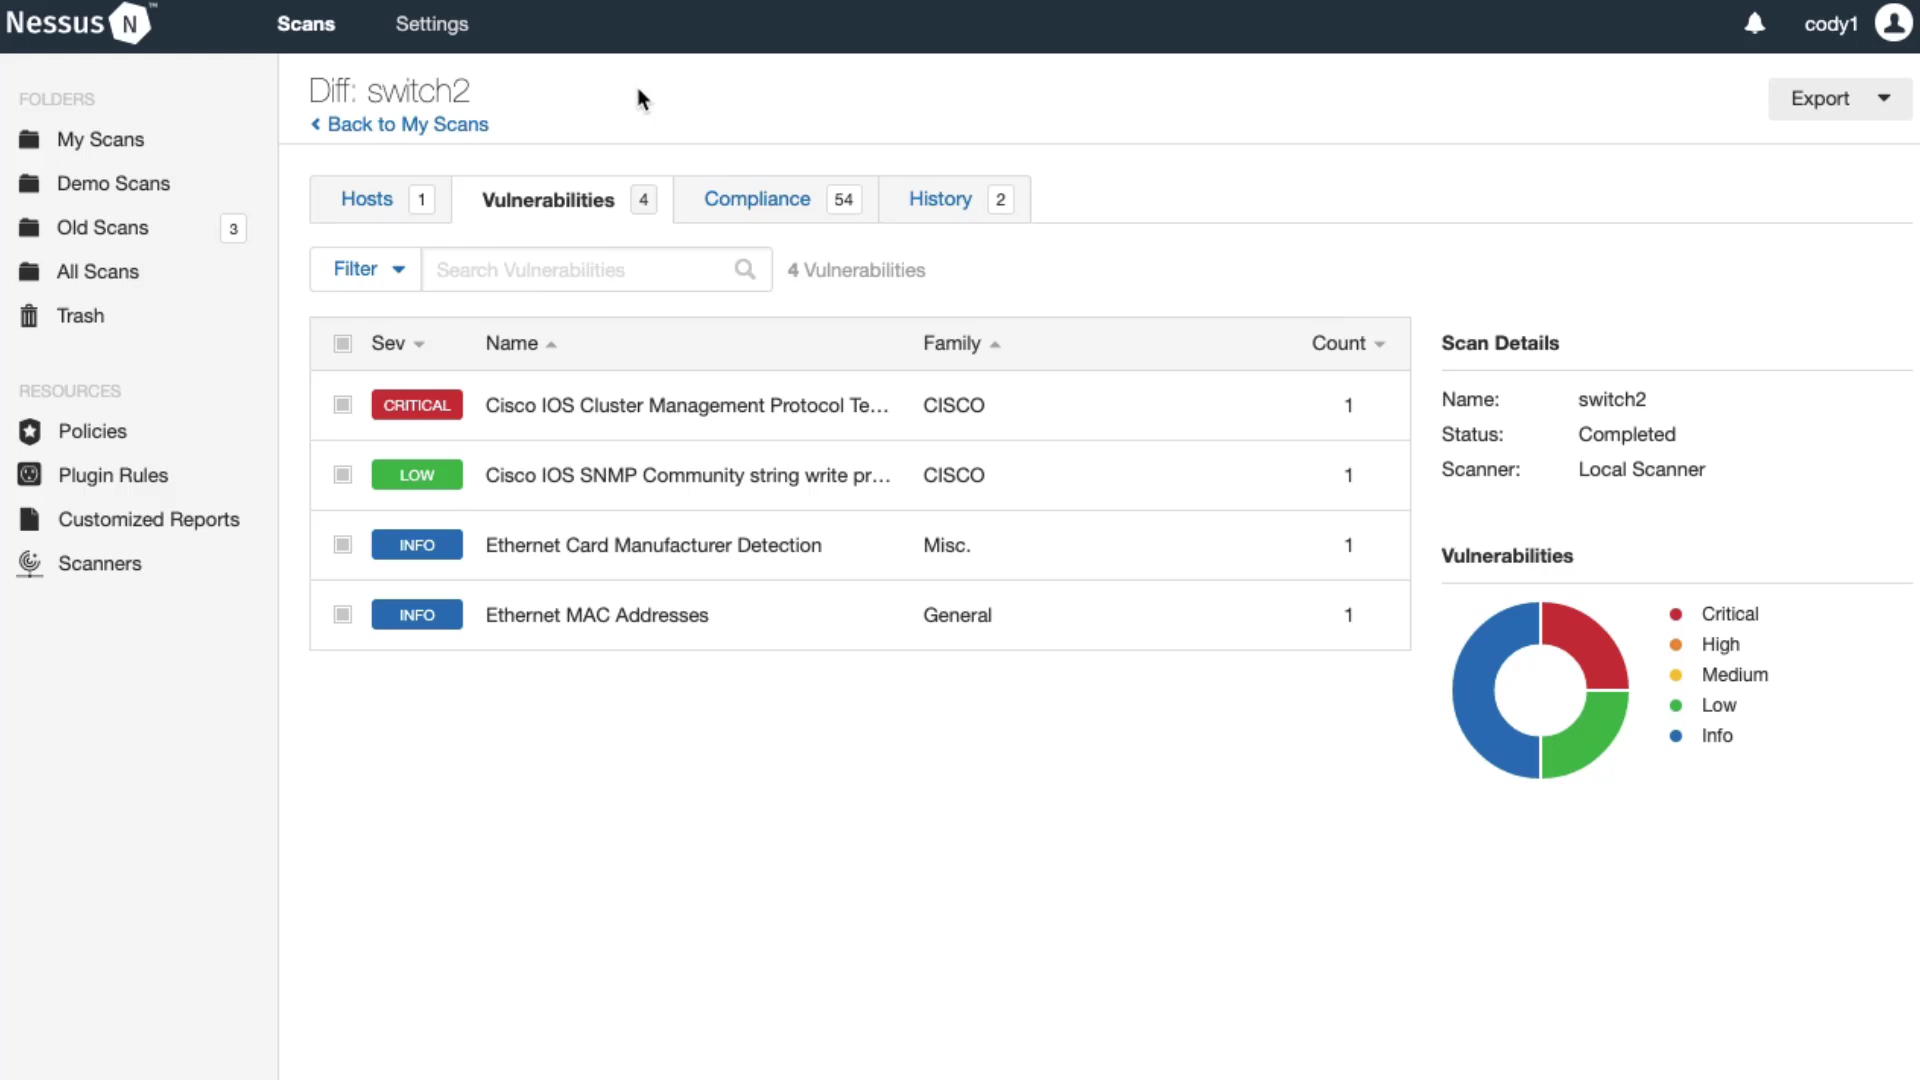 Nessus N ™
Scans
Settings
cody1
FOLDERS
My Scans
Demo Scans
Old Scans 3
All Scans
Trash
RESOURCES
Policies
Plugin Rules
Customized Reports
Scanners
Diff: switch2
Back to My Scans
Export
Hosts 1
Vulnerabilities 4
Compliance 54
History 2
Filter
Search Vulnerabilities
4 Vulnerabilities
Sev Name Family Count
CRITICAL Cisco IOS Cluster Management Protocol Te... CISCO 1
LOW Cisco IOS SNMP Community string write pr... CISCO 1
INFO Ethernet Card Manufacturer Detection Misc. 1
INFO Ethernet MAC Addresses General 1
Scan Details
Name: switch2
Status: Completed
Scanner: Local Scanner
Vulnerabilities
Critical
High
Medium
Low
Info